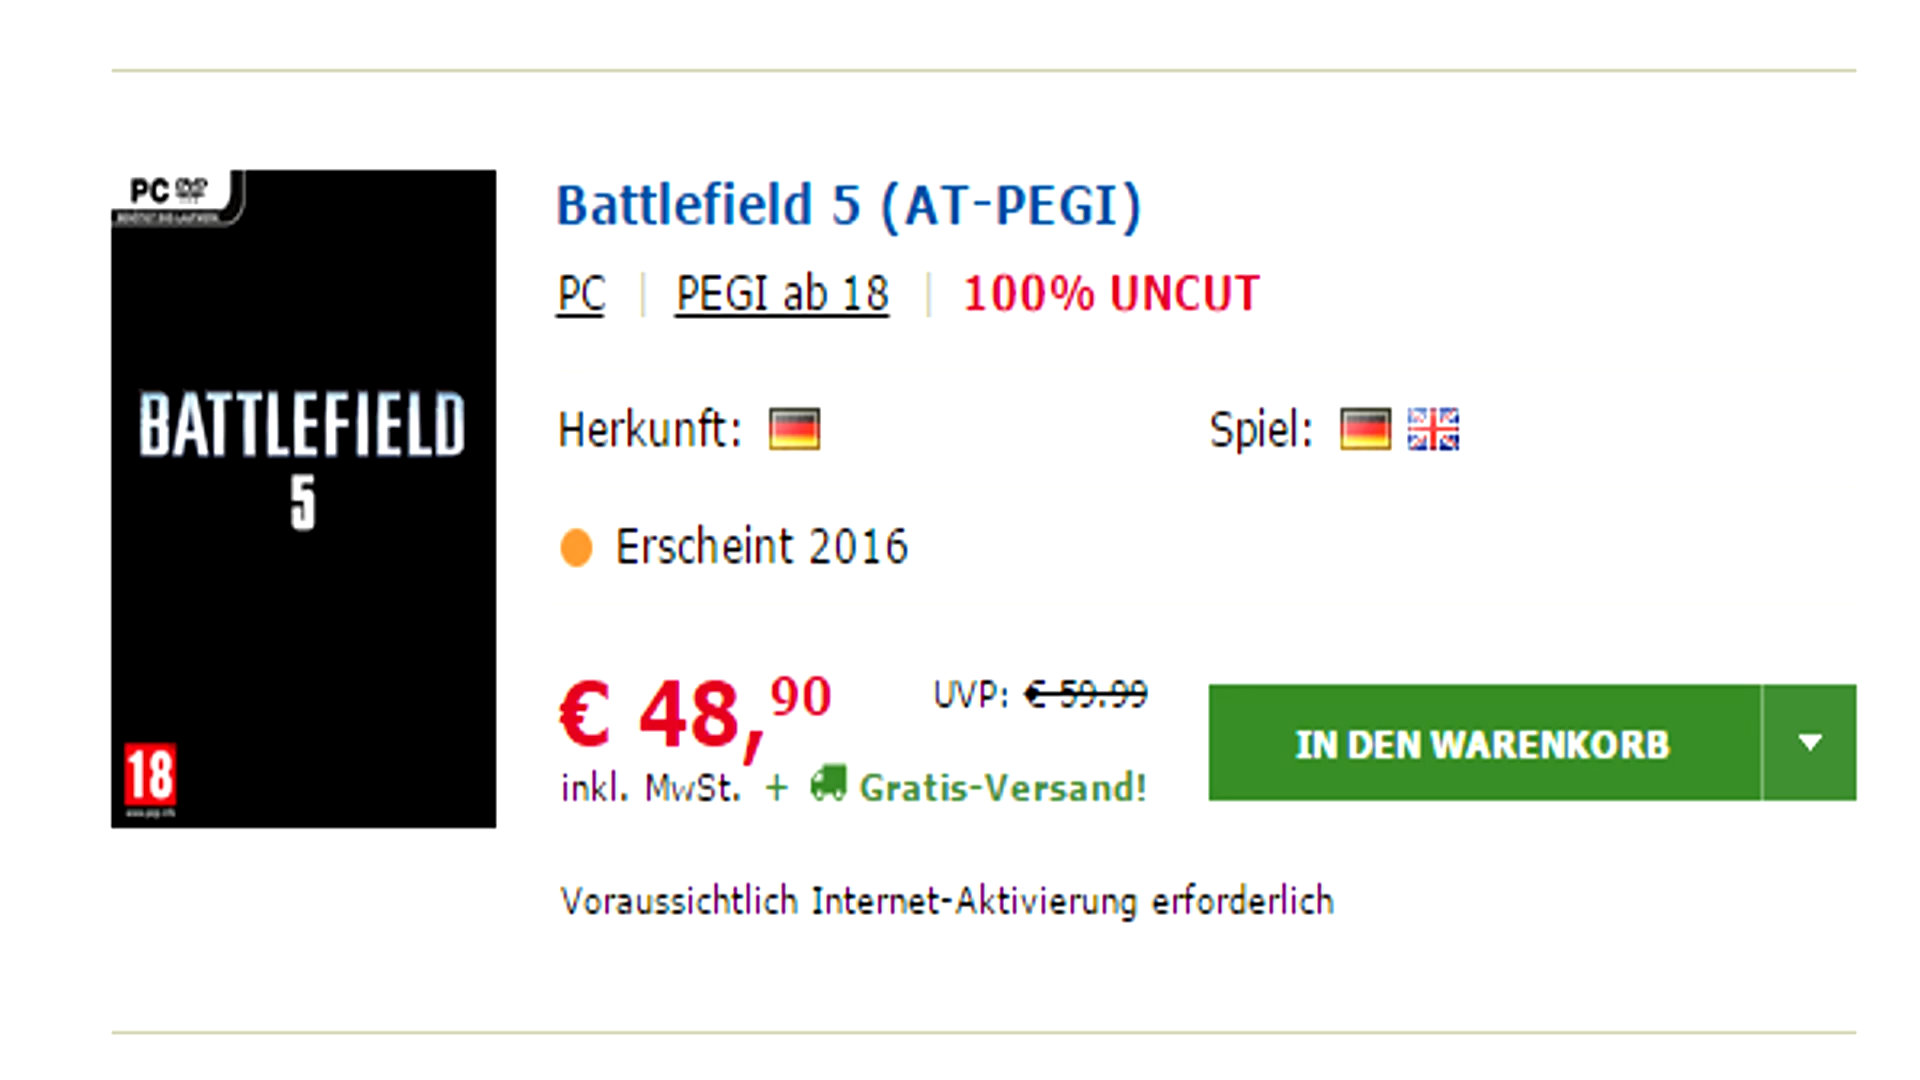 PC DVD
Battlefield 5 (AT-PEGI)
PC | PEGI ab 18 | 100% UNCUT
BATTLEFIELD
5
Herkunft:
Spiel:
Erscheint 2016
€ 48,90
UVP: € 59.99
IN DEN WARENKORB
inkl. MwSt. + Gratis-Versand!
18
Voraussichtlich Internet-Aktivierung erforderlich